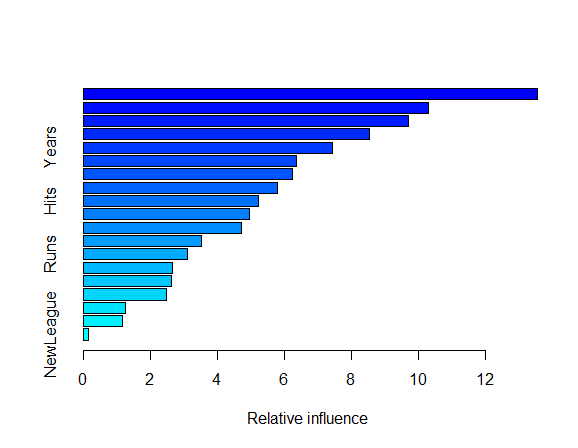 Years
Hits
Runs
NewLeague
0 2 4 6 8 10 12
Relative influence